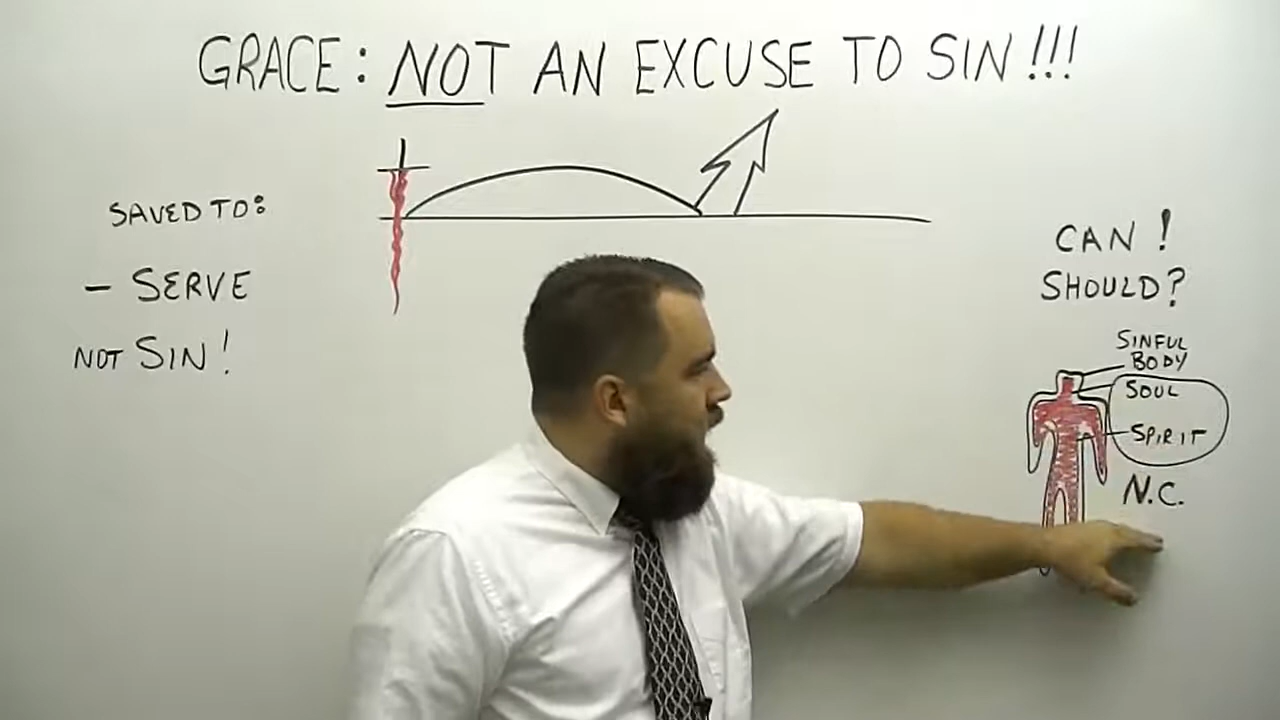 GRACE: NOT AN EXCUSE TO SIN!!!
SAVED TO:
- SERVE
NOT SIN!
CAN!
SHOULD?
SINFUL
BODY
SOUL
SPIRIT
N.C.